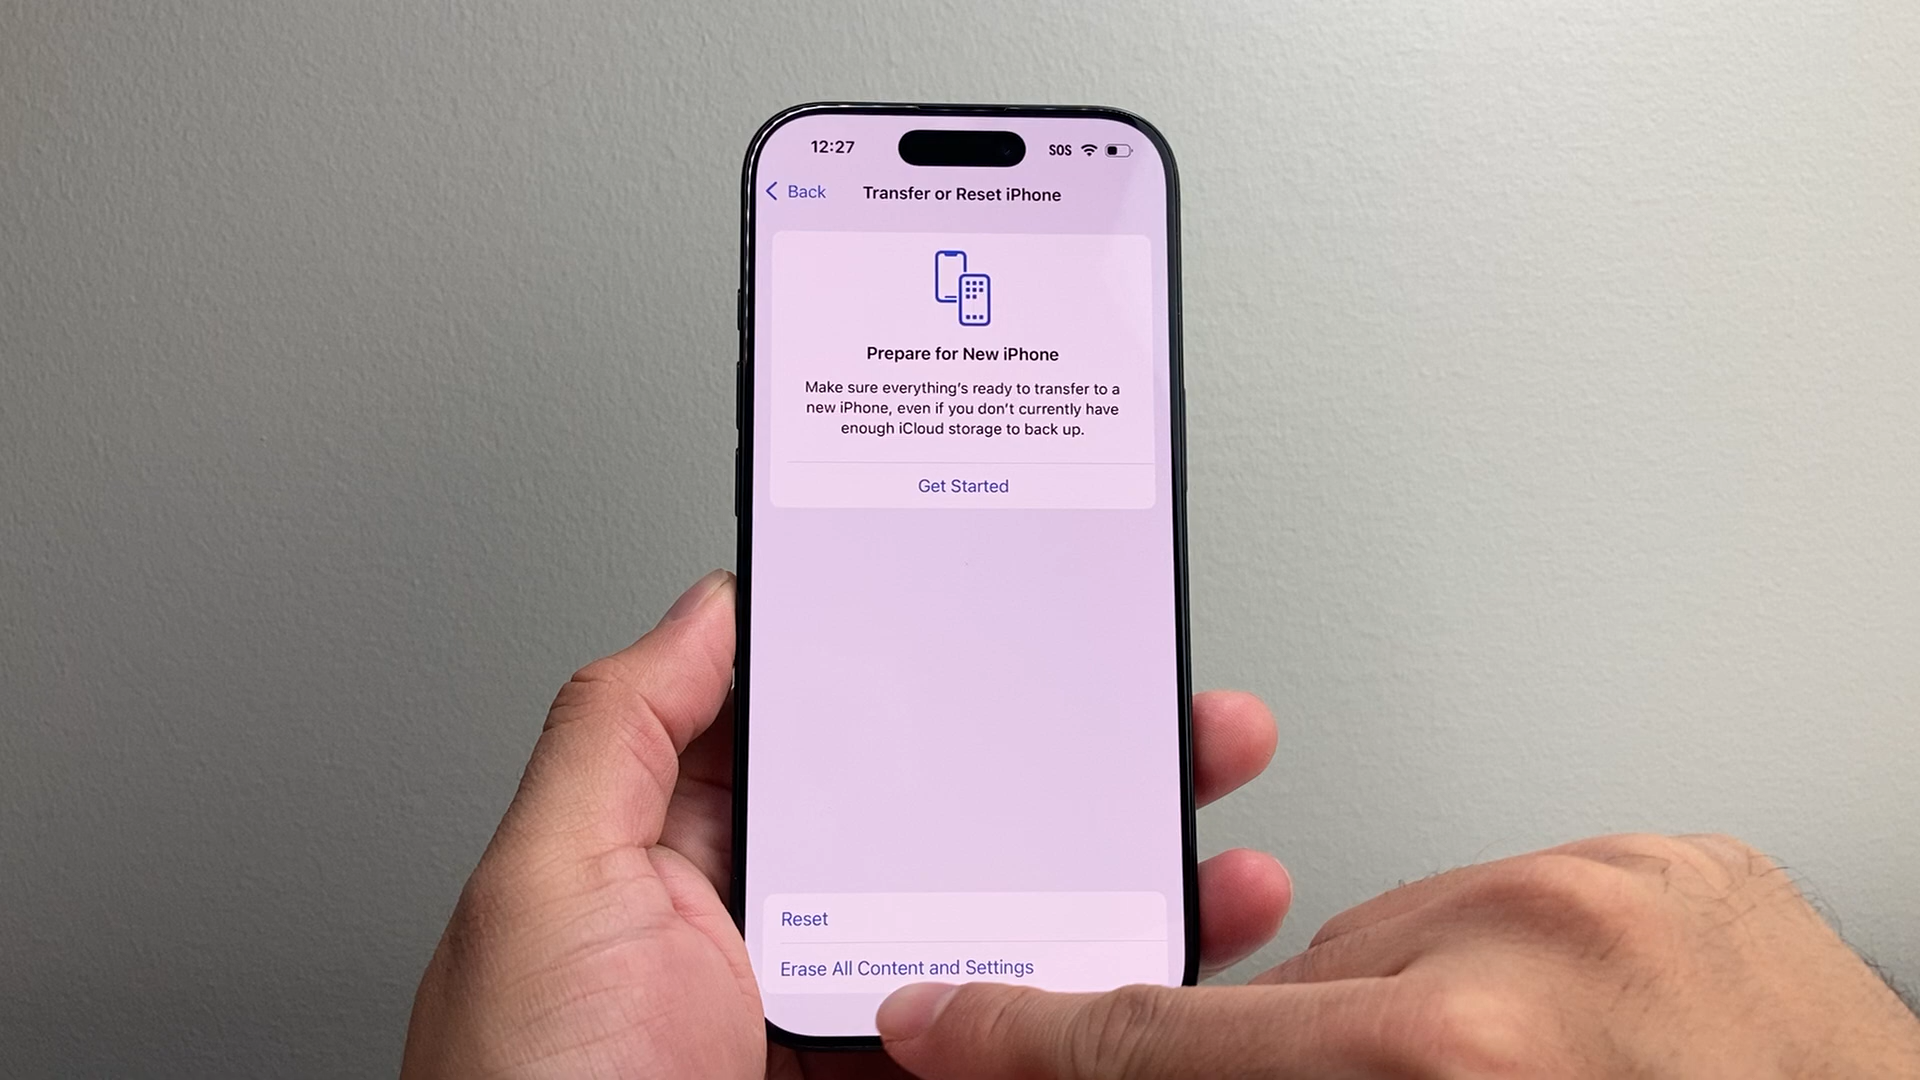 12:27
SOS
Back
Transfer or Reset iPhone
Prepare for New iPhone
Make sure everything's ready to transfer to a
new iPhone, even if you don't currently have
enough iCloud storage to back up.
Get Started
Reset
Erase All Content and Settings